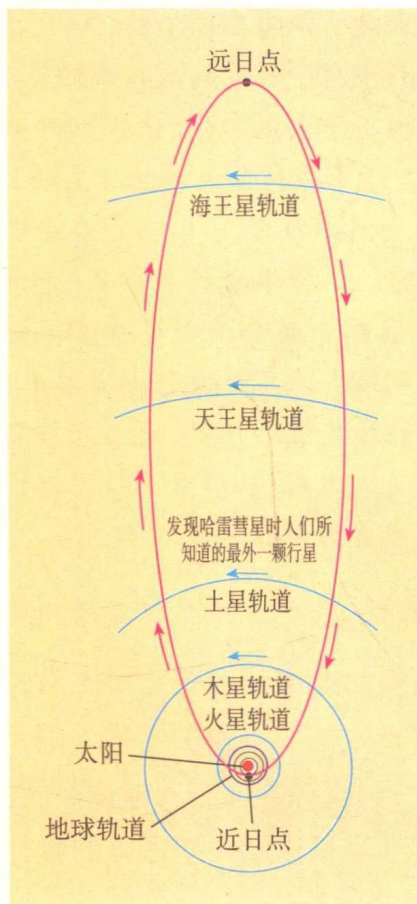 远日点
海王星轨道
天王星轨道
发现哈雷彗星时人们所
知道的最外一颗行星
土星轨道
木星轨道
火星轨道
太阳
地球轨道
近日点